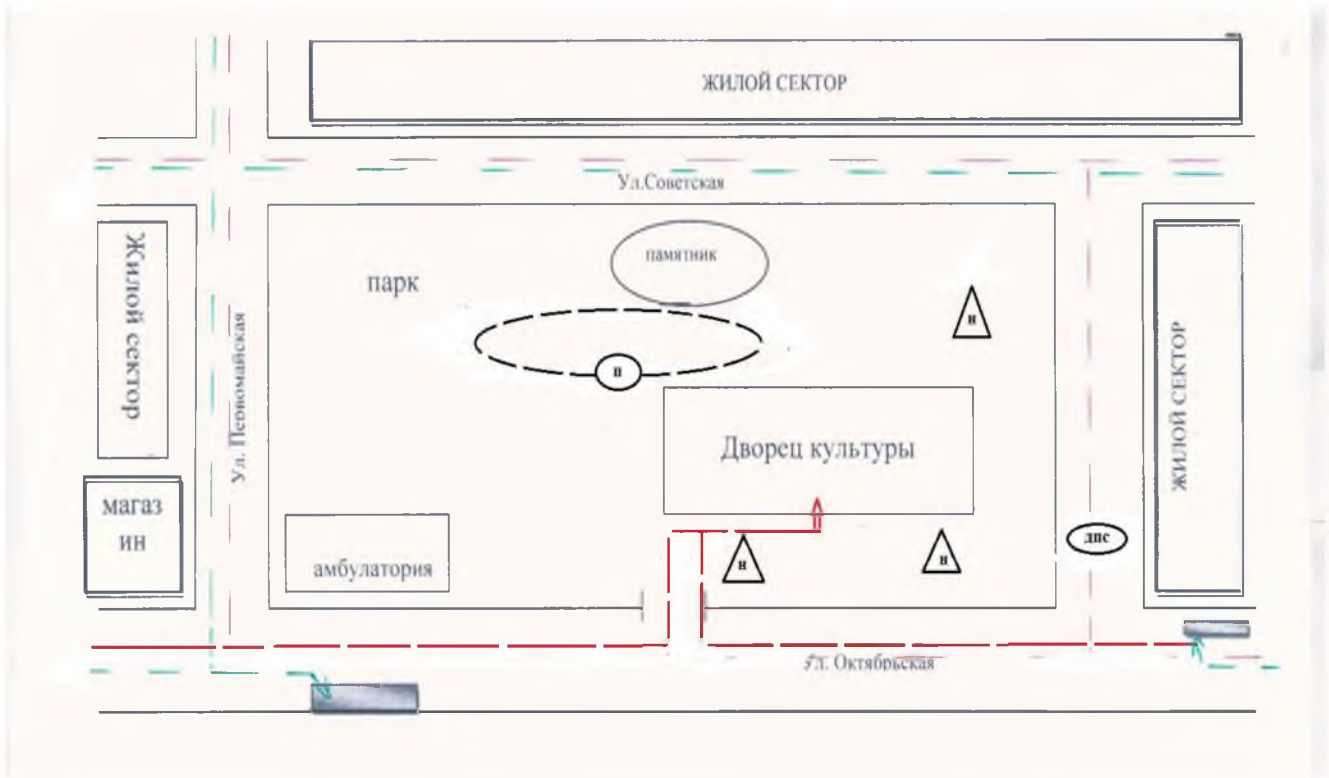 ЖИЛОЙ СЕКТОР
Ул.Советская
памятник
парк
Жилой сектор
Ул. Первомайская
н
п
ЖИЛОЙ СЕКТОР
Дворец культуры
магаз
ин
амбулатория
н
н
дпс
Ул. Октябрьская